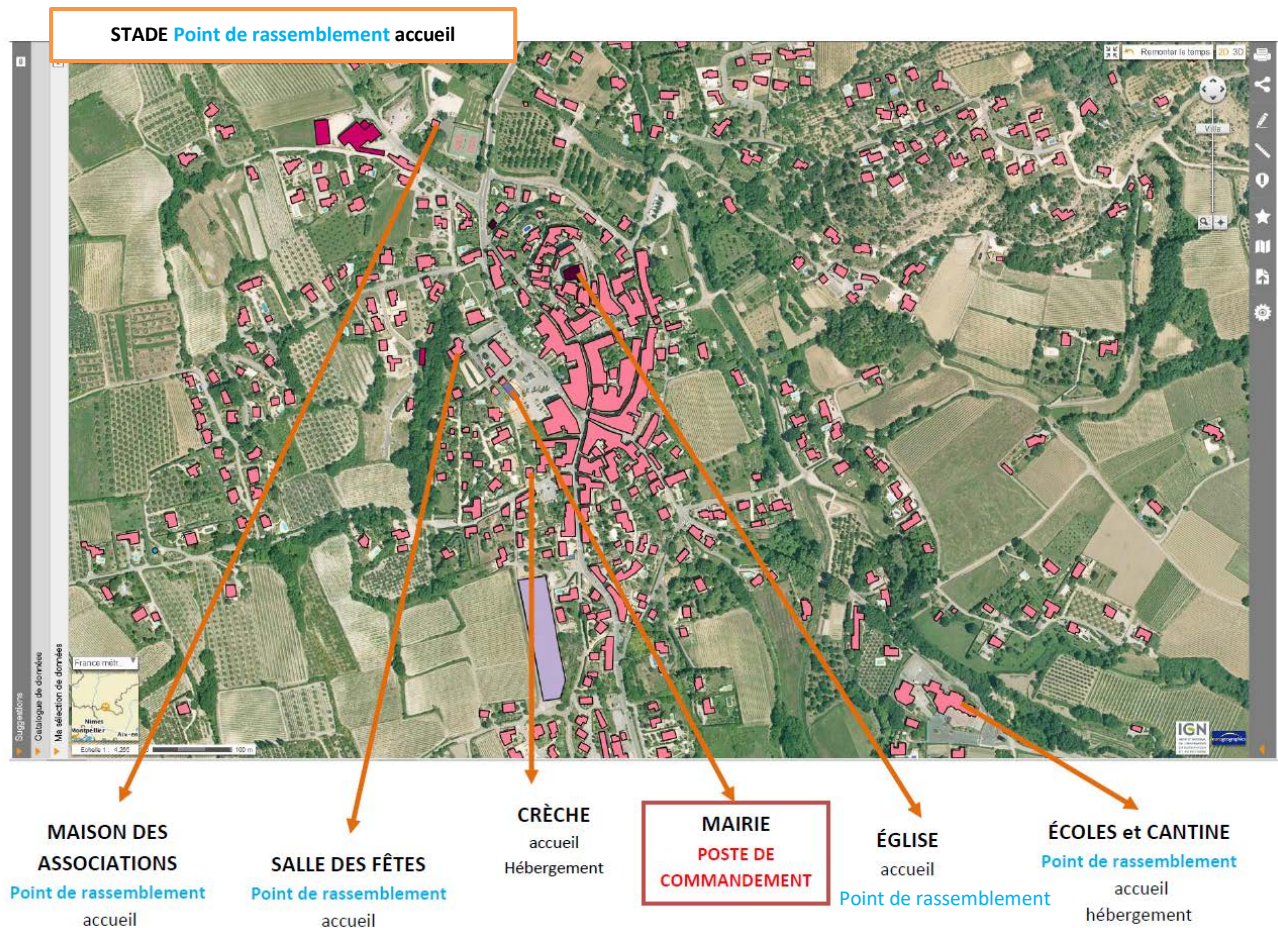 STADE Point de rassemblement accueil
Remonter le temps 2D 3D
Ville
Suggestions
Catalogue de données
Ma sélection de données
France métr.
Nîmes
Montpellier
Aix-en
Echelle 1 : 4,265
100 m
IGN
MAISON DES
ASSOCIATIONS
Point de rassemblement
accueil
SALLE DES FÊTES
Point de rassemblement
accueil
CRÈCHE
accueil
Hébergement
MAIRIE
POSTE DE
COMMANDEMENT
ÉGLISE
accueil
Point de rassemblement
ÉCOLES et CANTINE
Point de rassemblement
accueil
hébergement